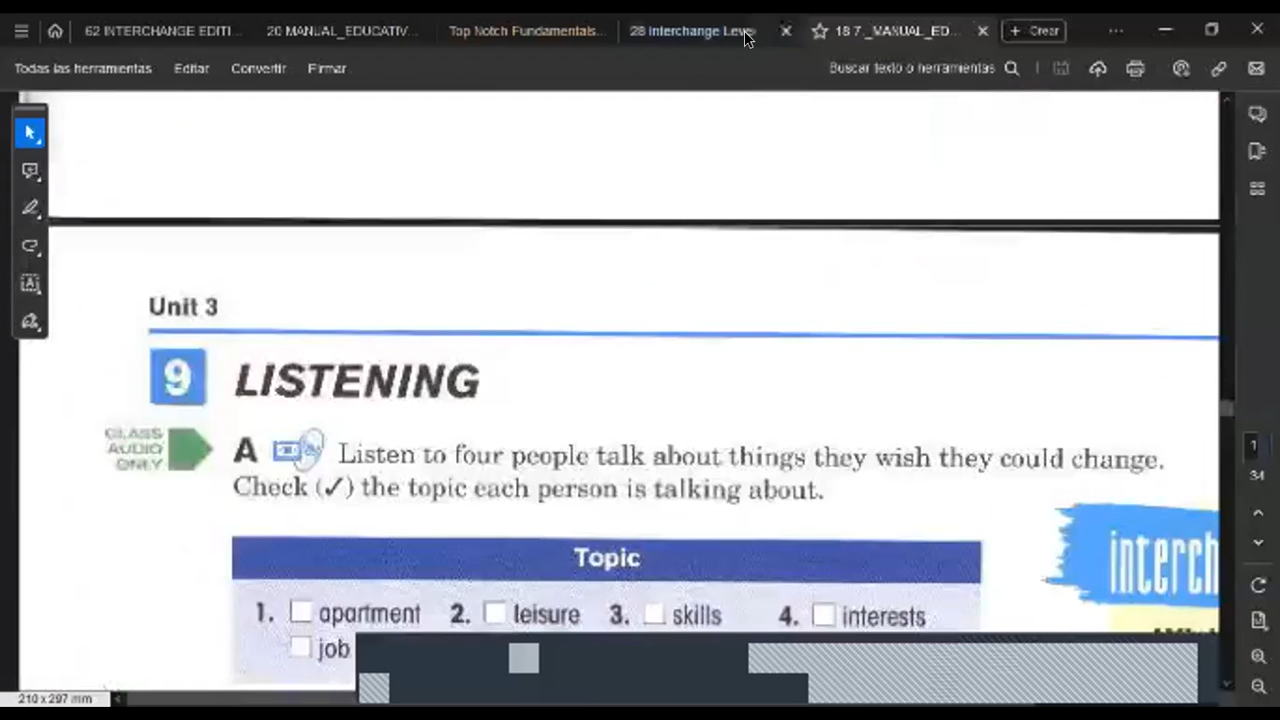 62 INTERCHANGE EDITI...
20 MANUAL_EDUCATIV...
Top Notch Fundamentals...
28 Interchange Leve
18 7._MANUAL_ED...
+ Crear
Todas las herramientas
Editar
Convertir
Firmar
Buscar texto o herramientas
Unit 3
9 LISTENING
CLASS
AUDIO
ONLY
A Listen to four people talk about things they wish they could change.
Check (✓) the topic each person is talking about.
interch
Topic
1. apartment 2. leisure 3. skills 4. interests
job
1
34
210 x 297 mm